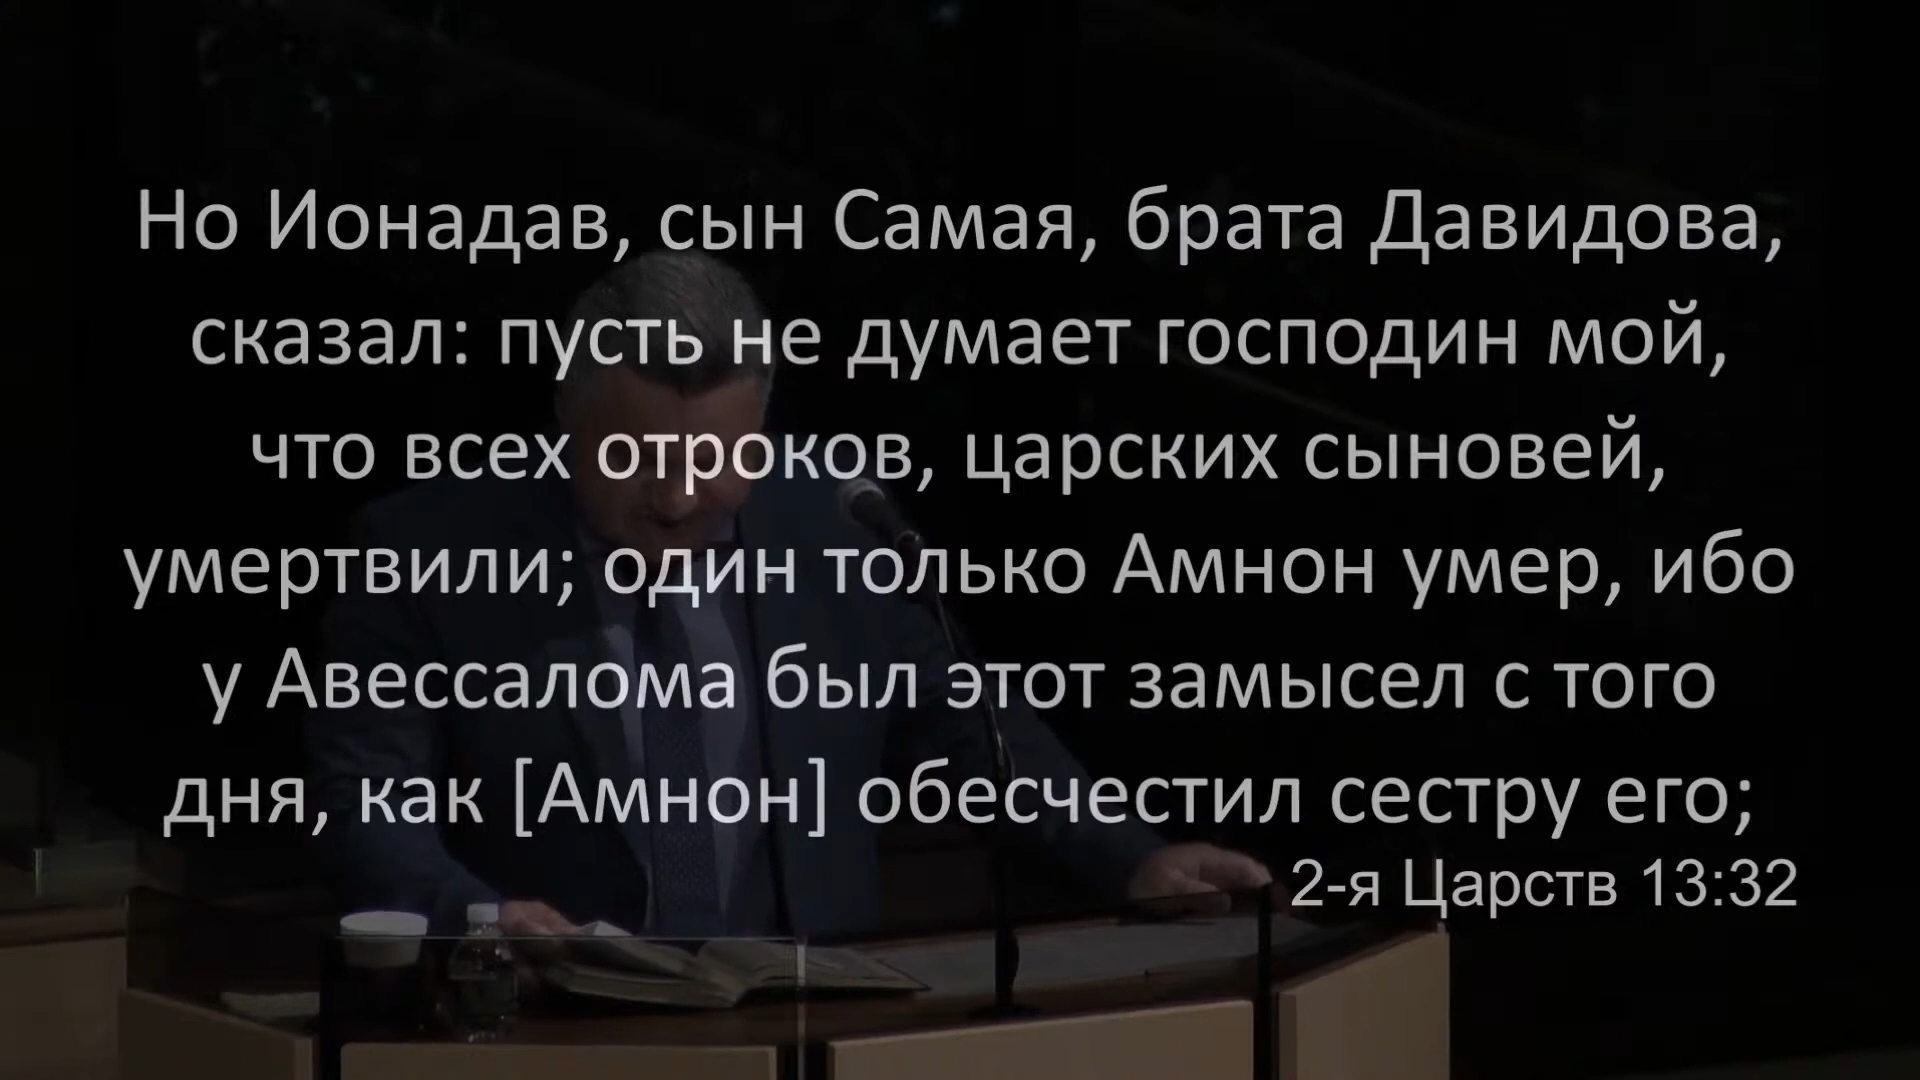 Но Ионадав, сын Самая, брата Давидова,
сказал: пусть не думает господин мой,
что всех отроков, царских сыновей,
умертвили; один только Амнон умер, ибо
у Авессалома был этот замысел с того
дня, как [Амнон] обесчестил сестру его;
2-я Царств 13:32